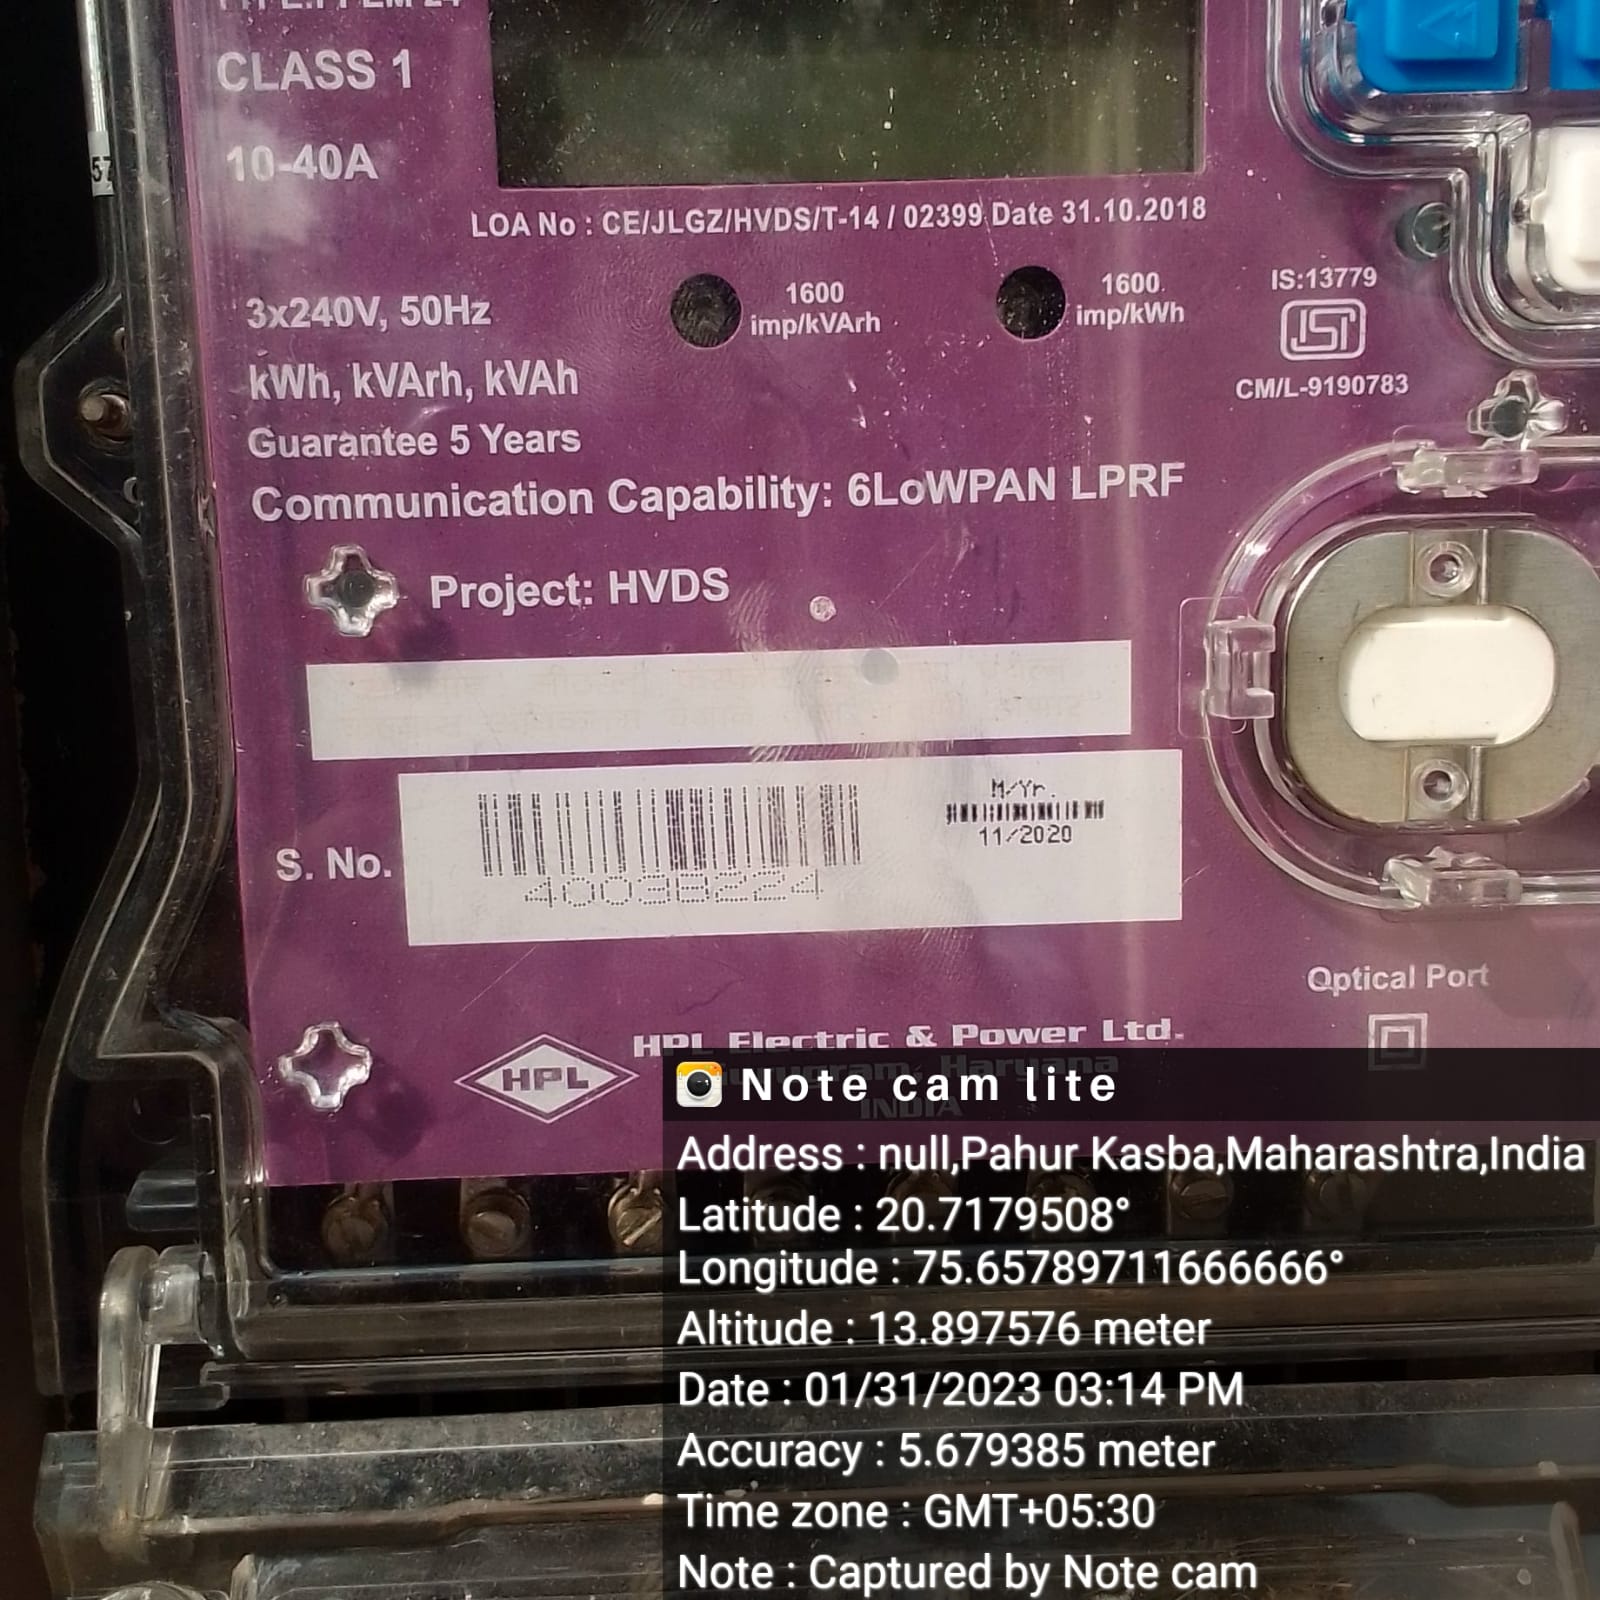 CLASS 1
10-40A
LOA No : CE/JLGZ/HVDS/T-14 / 02399 Date 31.10.2018
1600
imp/kVArh
1600
imp/kWh
IS:13779
ISI
CM/L-9190783
3x240V, 50Hz
kWh, kVArh, kVAh
Guarantee 5 Years
Communication Capability: 6LoWPAN LPRF
Project: HVDS
M/Yr.
11/2020
S. No.
40038224
Optical Port
HPL
HPL Electric & Power Ltd.
Gurugram, Haryana
INDIA
Note cam lite
Address : null,Pahur Kasba,Maharashtra,India
Latitude : 20.7179508°
Longitude : 75.65789711666666°
Altitude : 13.897576 meter
Date : 01/31/2023 03:14 PM
Accuracy : 5.679385 meter
Time zone : GMT+05:30
Note : Captured by Note cam